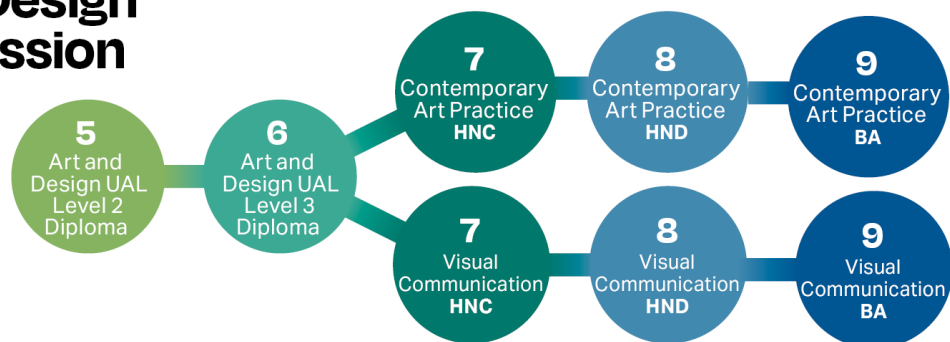 5
Art and
Design UAL
Level 2
Diploma
6
Art and
Design UAL
Level 3
Diploma
7
Contemporary
Art Practice
HNC
8
Contemporary
Art Practice
HND
9
Contemporary
Art Practice
BA
7
Visual
Communication
HNC
8
Visual
Communication
HND
9
Visual
Communication
BA